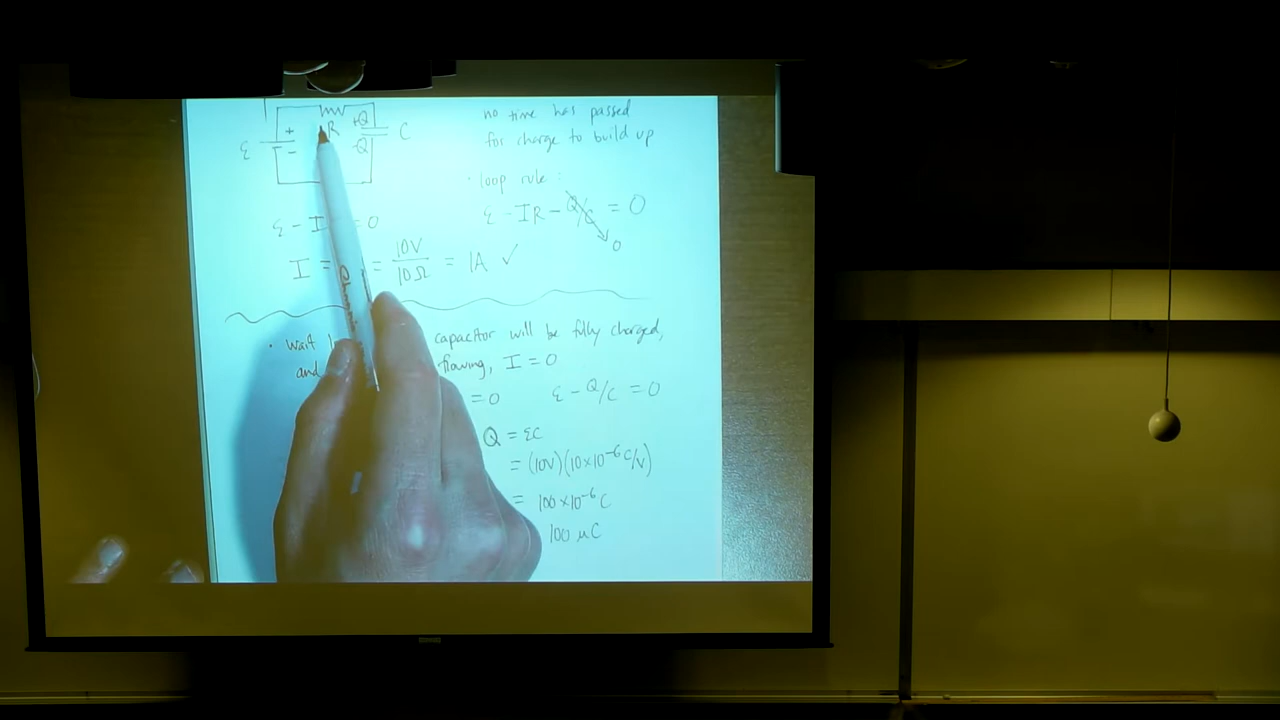 + R +Q
ε − -Q C
no time has passed
for charge to build up
· loop rule :
ε - IR - Q/C = 0
0
ε - I = 0
I = = 10V / 10Ω = 1A ✓
· wait capacitor will be fully charged,
and flowing, I = 0
= 0 ε - Q/C = 0
Q = εC
= (10V)(10×10⁻⁶ C/V)
= 100 × 10⁻⁶ C
100 μC